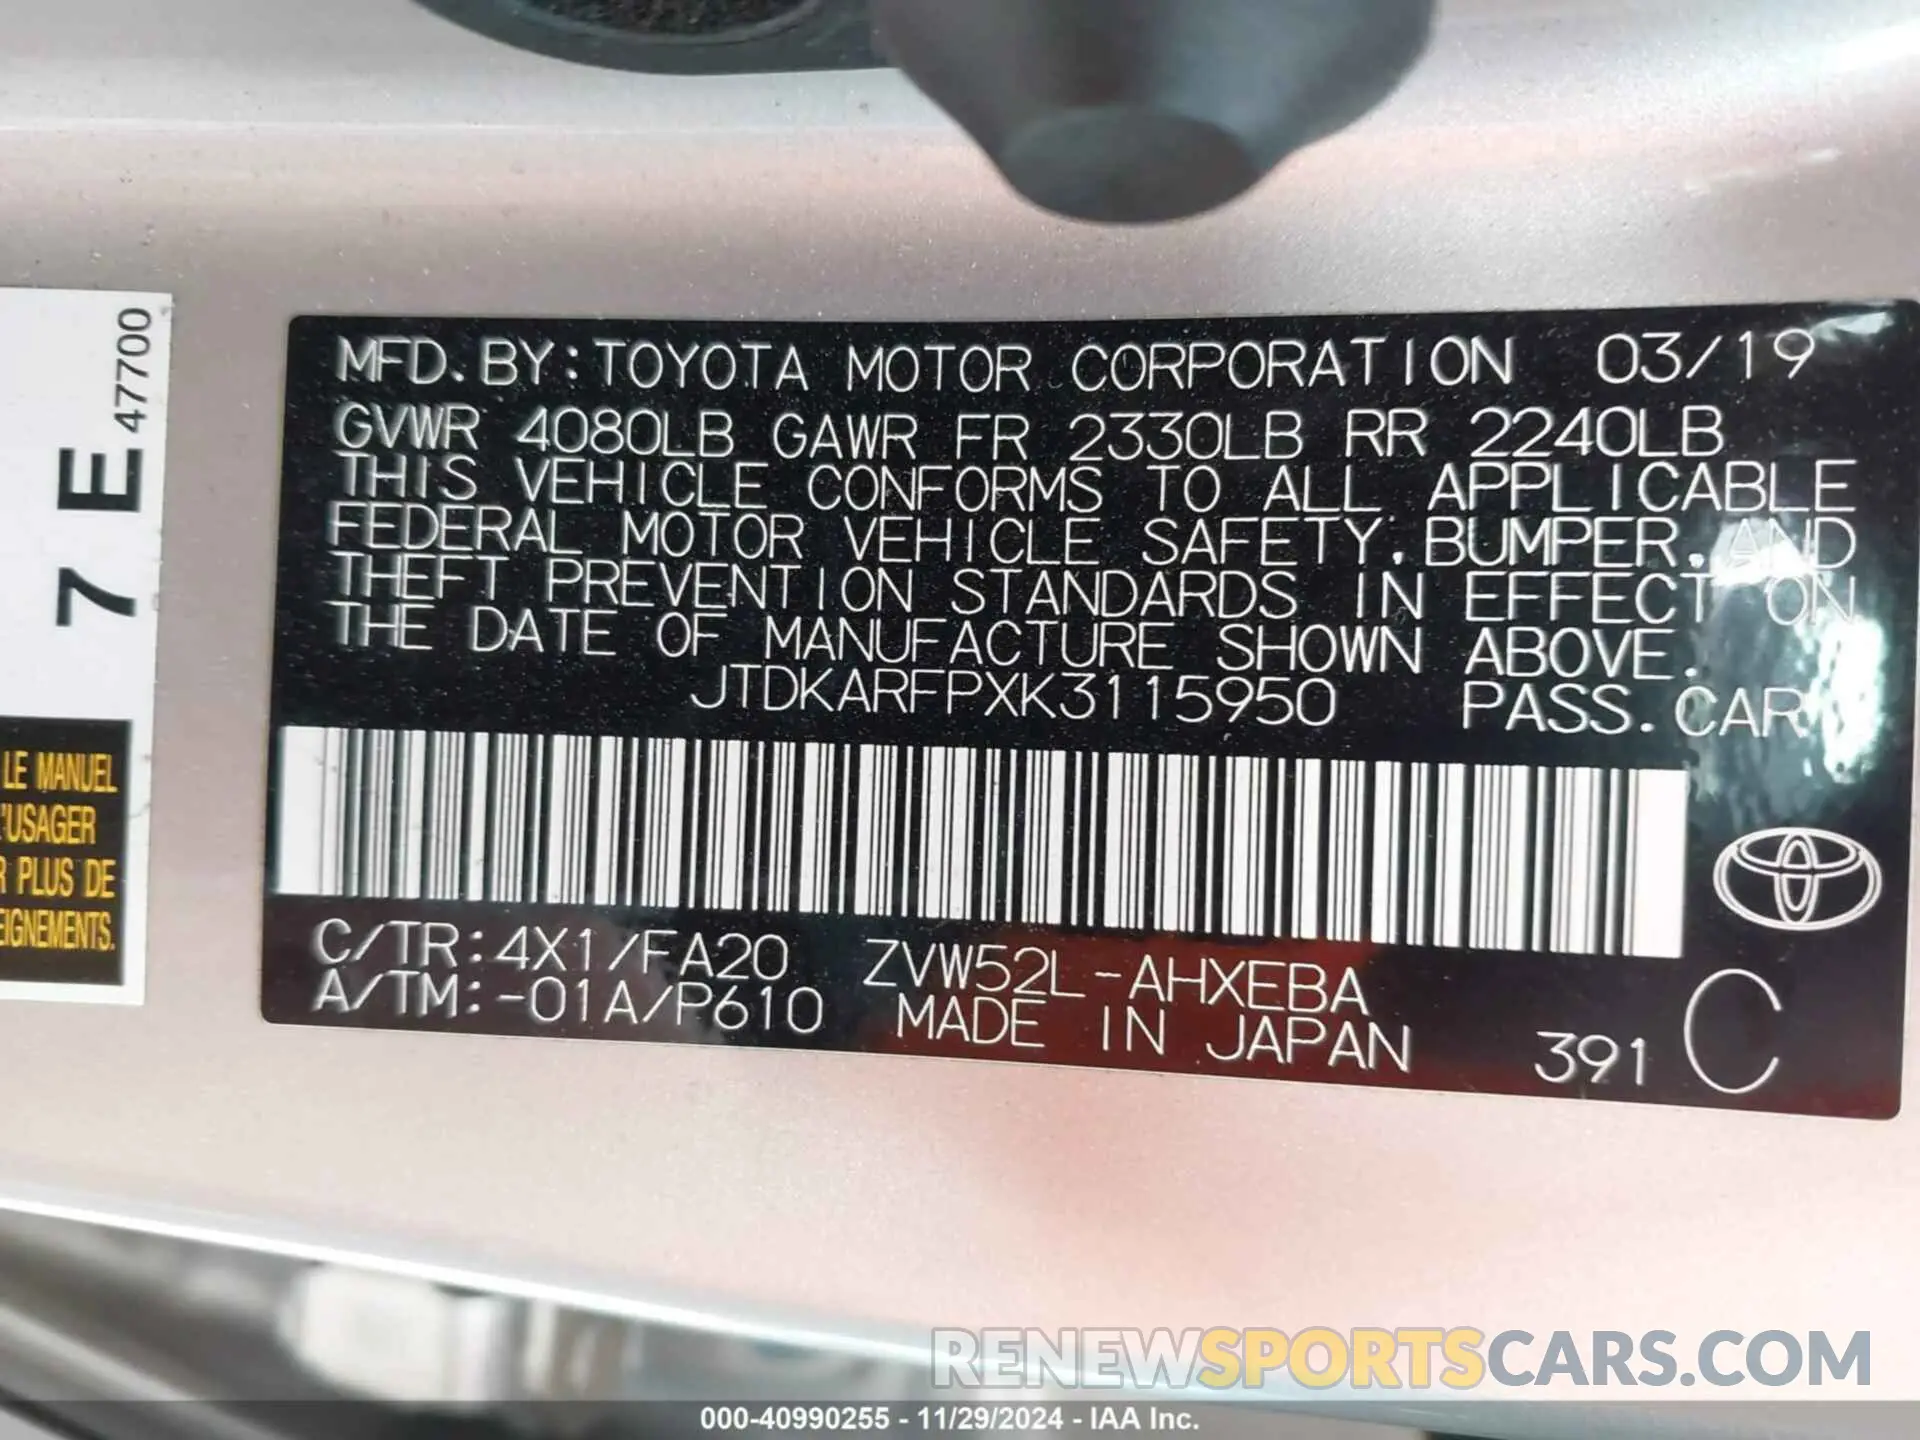 MFD. BY: TOYOTA MOTOR CORPORATION 03/19
GVWR 4080LB GAWR FR 2330LB RR 2240LB
THIS VEHICLE CONFORMS TO ALL APPLICABLE
FEDERAL MOTOR VEHICLE SAFETY, BUMPER, AND
THEFT PREVENTION STANDARDS IN EFFECT ON
THE DATE OF MANUFACTURE SHOWN ABOVE.
JTDKARFPXK3115950 PASS. CAR
C/TR: 4X1/FA20 ZVW52L-AHXEBA
A/TM: -01A/P610 MADE IN JAPAN 391 C
7 E 47700
LE MANUEL
L'USAGER
R PLUS DE
EIGNEMENTS.
RENEWSPORTSCARS.COM
000-40990255 - 11/29/2024 - IAA Inc.